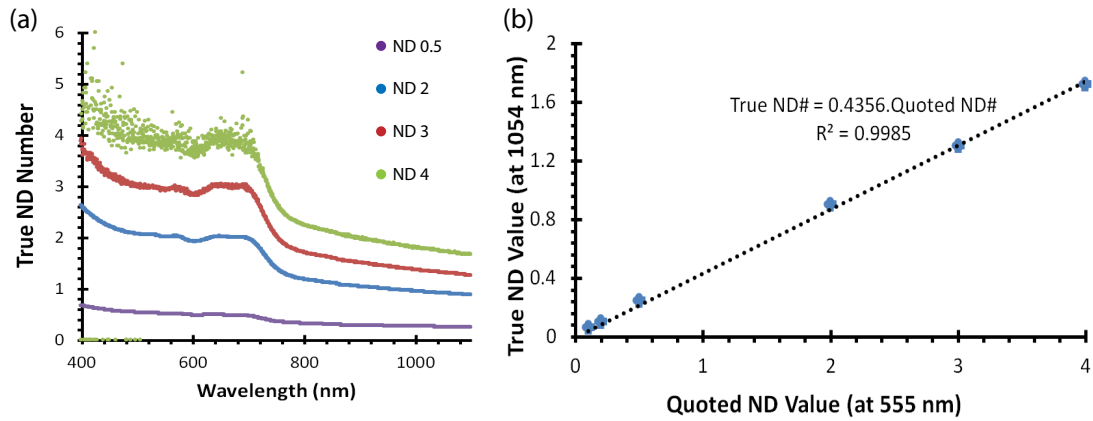 (a)
True ND Number
6
5
4
3
2
1
0
400
600
800
1000
Wavelength (nm)
ND 0.5
ND 2
ND 3
ND 4
(b)
True ND Value (at 1054 nm)
2
1.6
1.2
0.8
0.4
0
0
1
2
3
4
Quoted ND Value (at 555 nm)
True ND# = 0.4356.Quoted ND#
R² = 0.9985